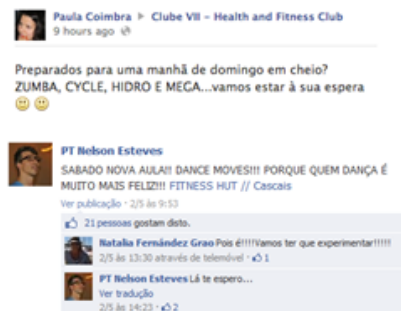 Paula Coimbra ▶ Clube VII - Health and Fitness Club
9 hours ago
Preparados para uma manhã de domingo em cheio?
ZUMBA, CYCLE, HIDRO E MEGA...vamos estar à sua espera
PT Nelson Esteves
SABADO NOVA AULA!! DANCE MOVES!!! PORQUE QUEM DANÇA É
MUITO MAIS FELIZ!!! FITNESS HUT // Cascais
Ver publicação · 2/5 às 9:53
21 pessoas gostam disto.
Natalia Fernández Grao Pois é!!!!Vamos ter que experimentar!!!!!
2/5 às 13:30 através de telemóvel · 1
PT Nelson Esteves Lá te espero...
Ver tradução
2/5 às 14:23 · 2